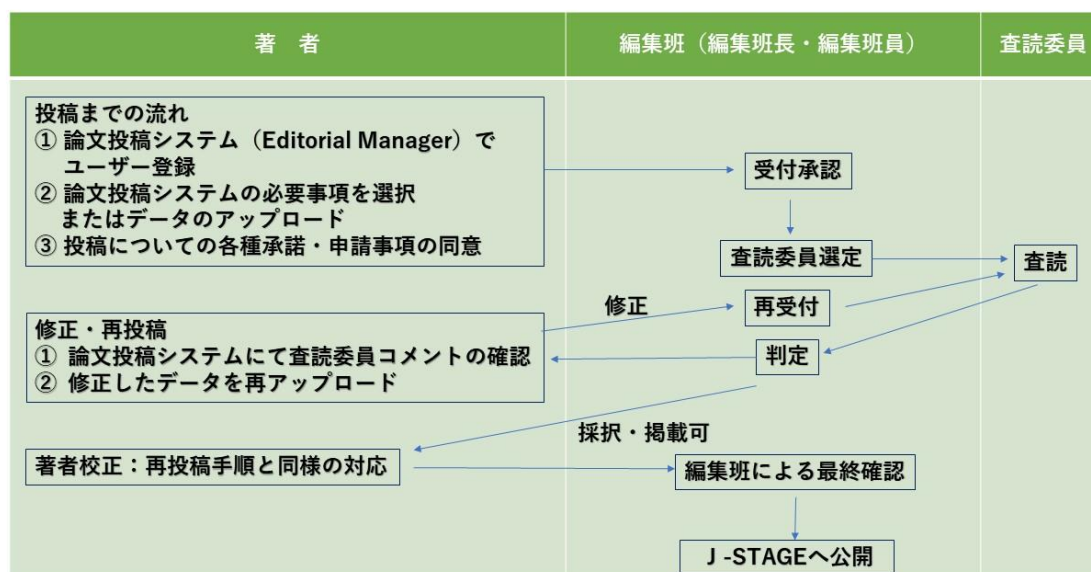 著　者
編集班（編集班長・編集班員）
査読委員
投稿までの流れ
① 論文投稿システム（Editorial Manager）で
ユーザー登録
② 論文投稿システムの必要事項を選択
またはデータのアップロード
③ 投稿についての各種承諾・申請事項の同意
受付承認
査読委員選定
査読
修正
再受付
修正・再投稿
① 論文投稿システムにて査読委員コメントの確認
② 修正したデータを再アップロード
判定
採択・掲載可
著者校正：再投稿手順と同様の対応
編集班による最終確認
J -STAGEへ公開